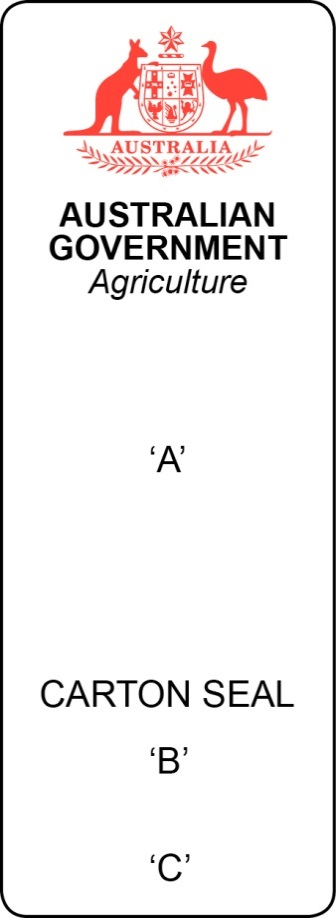 AUSTRALIA
AUSTRALIAN
GOVERNMENT
Agriculture
‘A’
CARTON SEAL
‘B’
‘C’